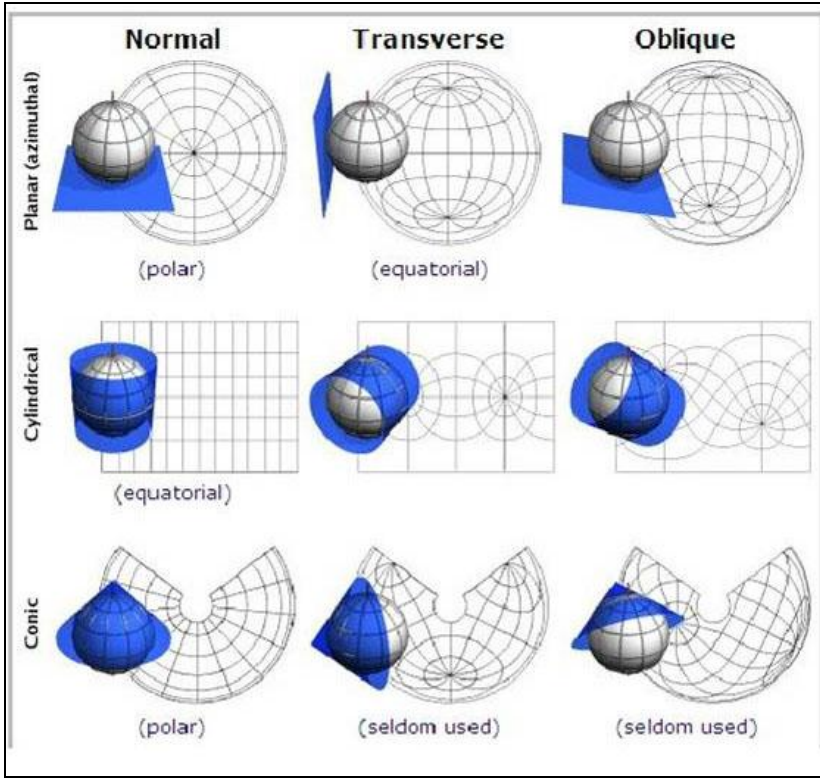 Normal Transverse Oblique
Planar (azimuthal)
(polar) (equatorial)
Cylindrical
(equatorial)
Conic
(polar) (seldom used) (seldom used)